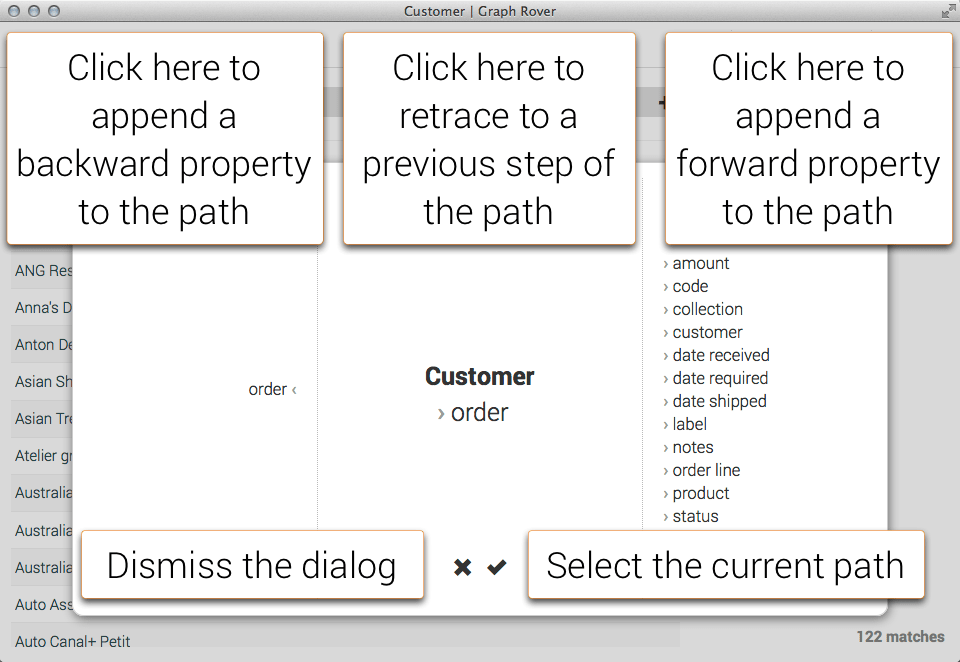 Customer | Graph Rover
Click here to
append a
backward property
to the path
Click here to
retrace to a
previous step of
the path
Click here to
append a
forward property
to the path
ANG Res
Anna's D
Anton De
Asian Sh
Asian Tre
Atelier gr
Australia
Australia
Australia
Auto Ass
Auto Canal+ Petit
order ‹
Customer
› order
› amount
› code
› collection
› customer
› date received
› date required
› date shipped
› label
› notes
› order line
› product
› status
Dismiss the dialog
✖ ✔
Select the current path
122 matches